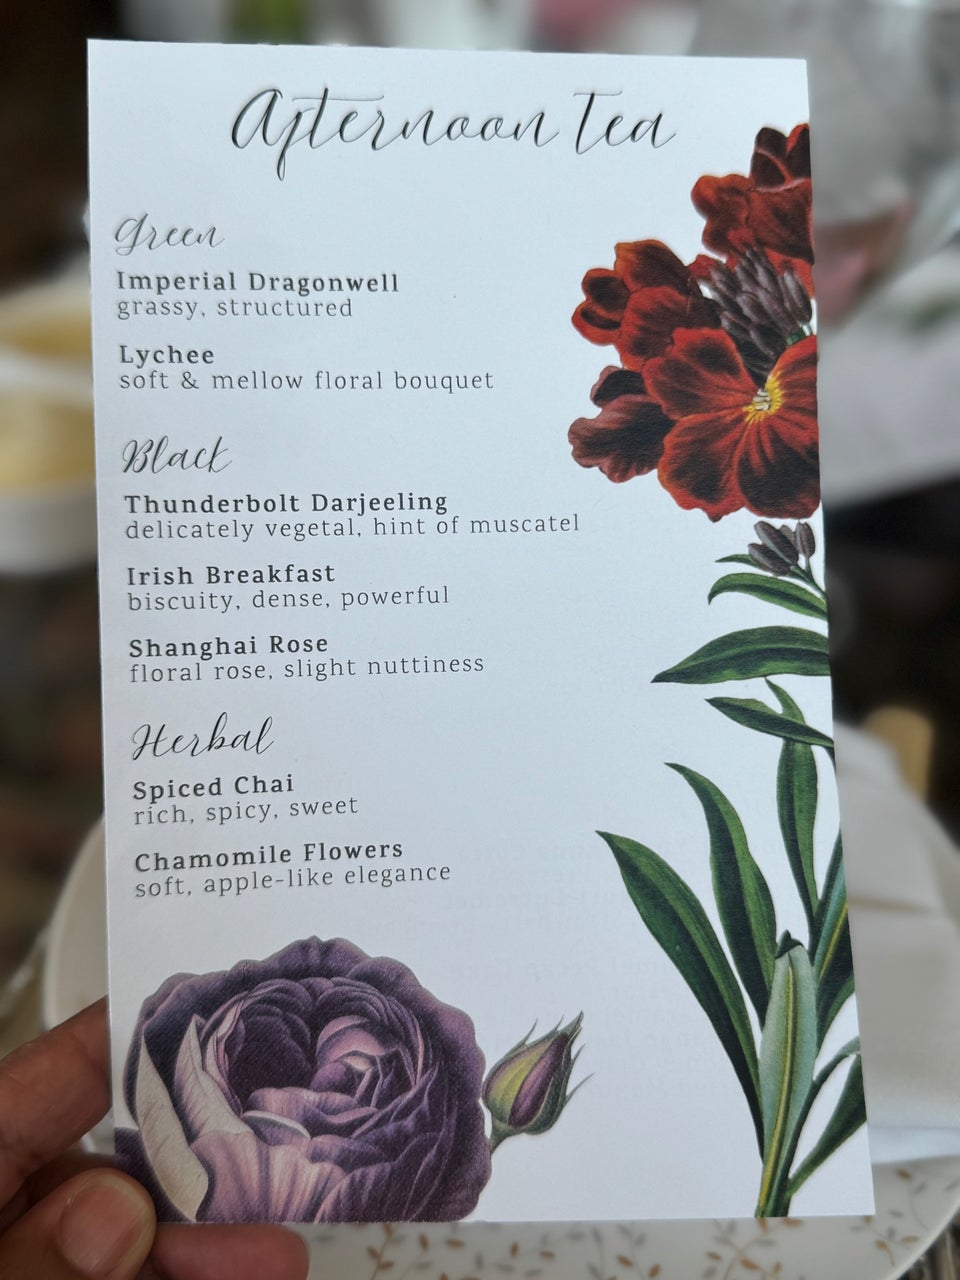 Afternoon Tea
Green
Imperial Dragonwell
grassy, structured
Lychee
soft & mellow floral bouquet
Black
Thunderbolt Darjeeling
delicately vegetal, hint of muscatel
Irish Breakfast
biscuity, dense, powerful
Shanghai Rose
floral rose, slight nuttiness
Herbal
Spiced Chai
rich, spicy, sweet
Chamomile Flowers
soft, apple-like elegance